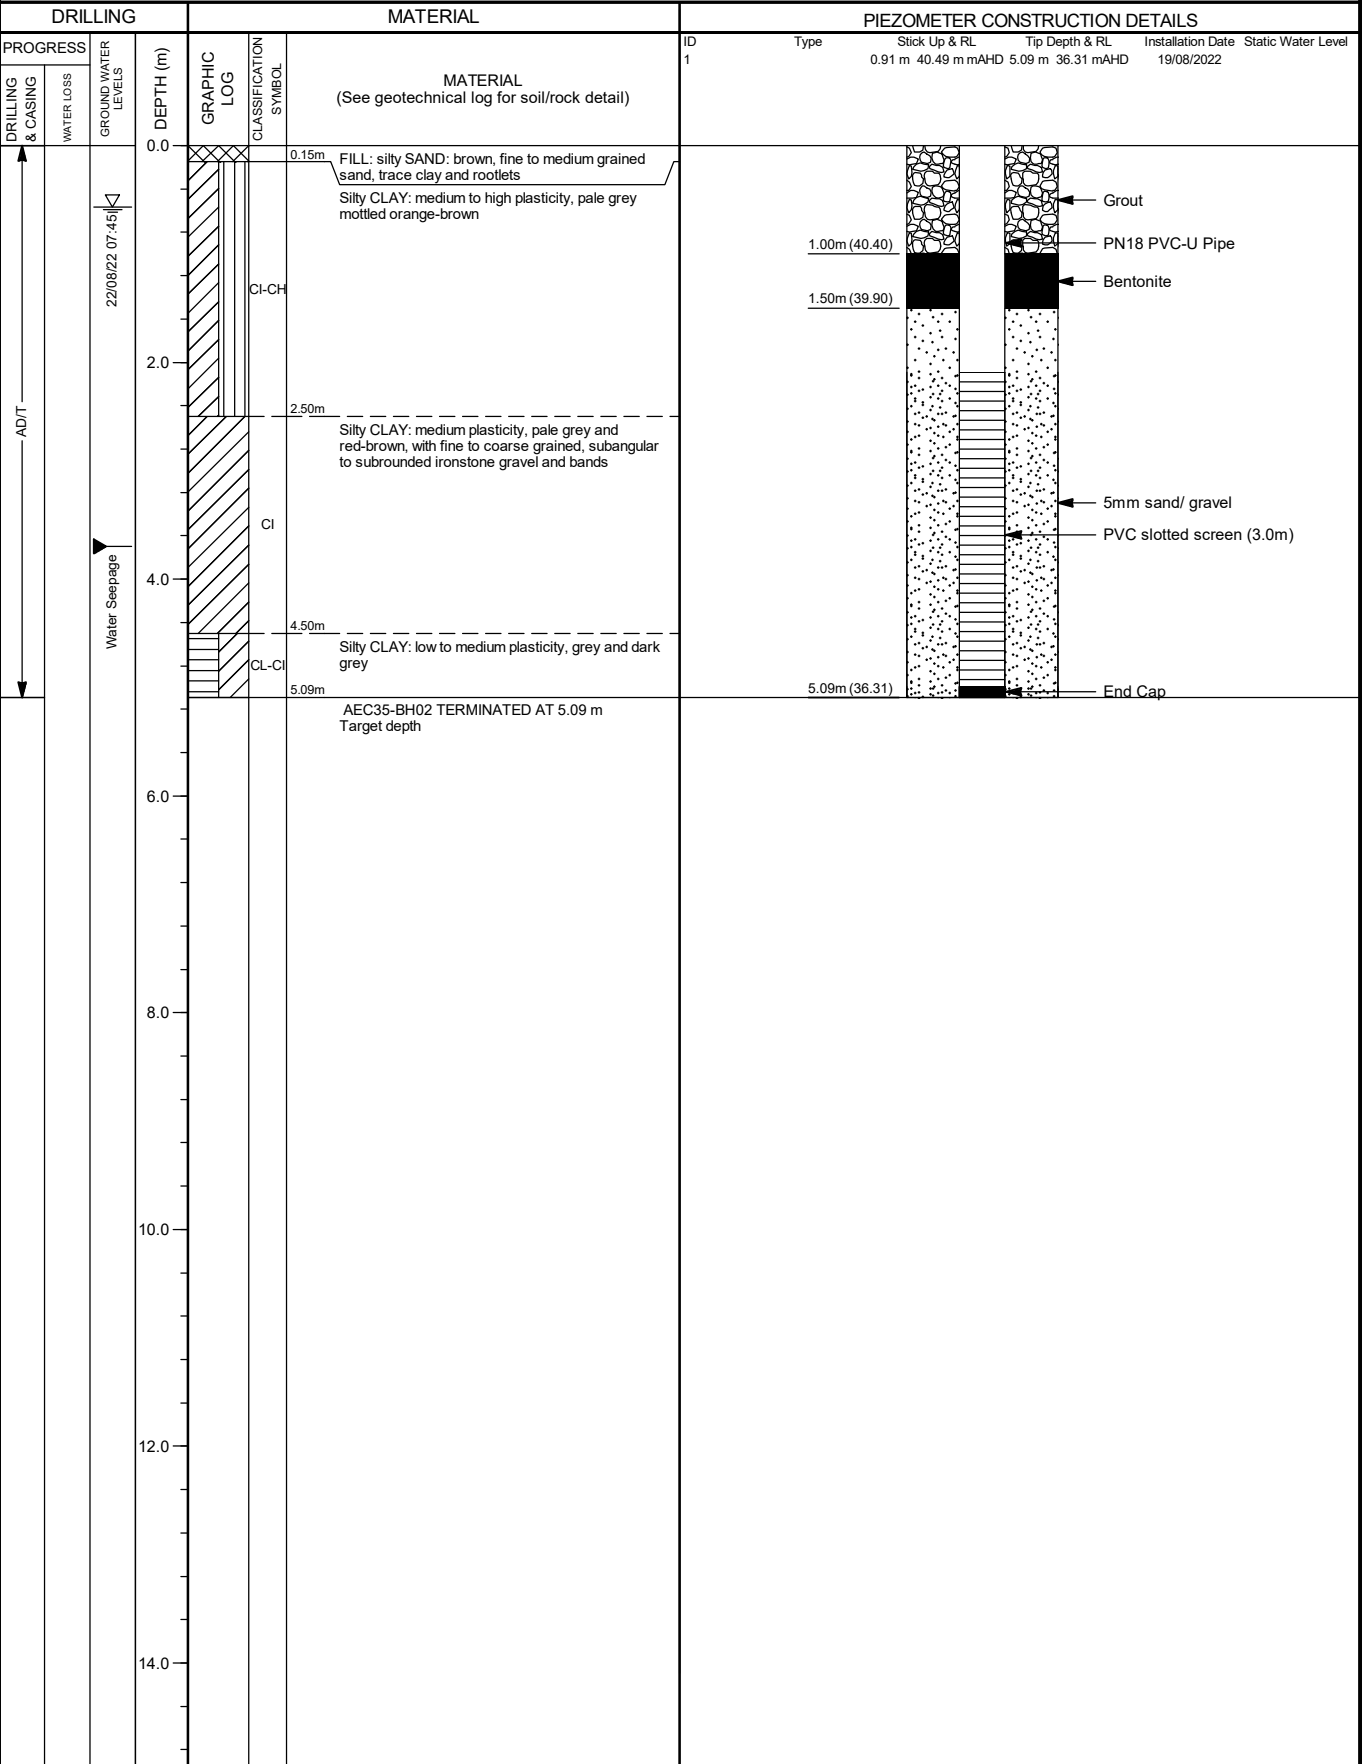 DRILLING
MATERIAL
PIEZOMETER CONSTRUCTION DETAILS
PROGRESS
DRILLING
& CASING
WATER LOSS
GROUND WATER
LEVELS
DEPTH (m)
GRAPHIC
LOG
CLASSIFICATION
SYMBOL
MATERIAL
(See geotechnical log for soil/rock detail)
ID Type Stick Up & RL Tip Depth & RL Installation Date Static Water Level
1 0.91 m 40.49 m mAHD 5.09 m 36.31 mAHD 19/08/2022
0.0
0.15m
FILL: silty SAND: brown, fine to medium grained
sand, trace clay and rootlets
Silty CLAY: medium to high plasticity, pale grey
mottled orange-brown
22/08/22 07:45
Grout
1.00m (40.40)
PN18 PVC-U Pipe
Bentonite
CI-CH
1.50m (39.90)
2.0
2.50m
AD/T
Silty CLAY: medium plasticity, pale grey and
red-brown, with fine to coarse grained, subangular
to subrounded ironstone gravel and bands
5mm sand/ gravel
CI
PVC slotted screen (3.0m)
Water Seepage
4.0
4.50m
Silty CLAY: low to medium plasticity, grey and dark
grey
CL-CI
5.09m
5.09m (36.31)
End Cap
AEC35-BH02 TERMINATED AT 5.09 m
Target depth
6.0
8.0
10.0
12.0
14.0